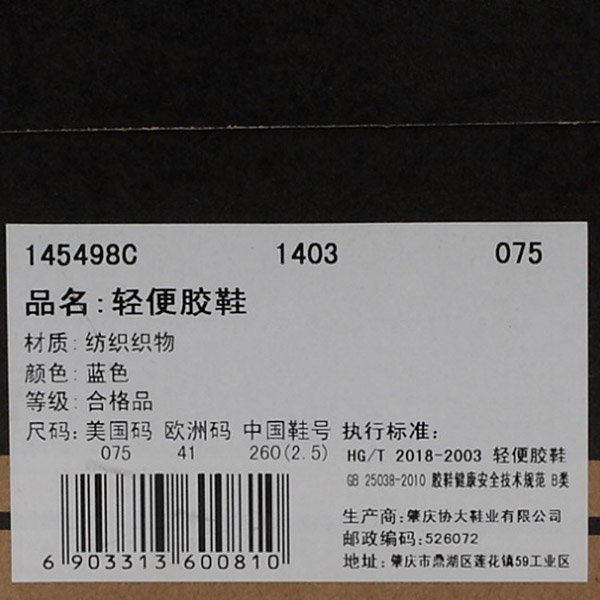 145498C 1403 075
品名:轻便胶鞋
材质:纺织织物
颜色:蓝色
等级:合格品
尺码:美国码 欧洲码 中国鞋号
075 41 260(2.5)
执行标准:
HG/T 2018-2003 轻便胶鞋
GB 25038-2010 胶鞋健康安全技术规范 B类
生产商:肇庆协大鞋业有限公司
邮政编码:526072
地址:肇庆市鼎湖区莲花镇59工业区
6 903313 600810